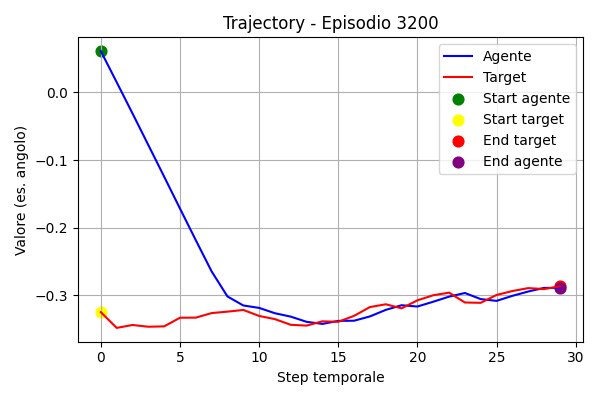 Trajectory - Episodio 3200
Valore (es. angolo)
0.0
−0.1
−0.2
−0.3
Agente
Target
Start agente
Start target
End target
End agente
0 5 10 15 20 25 30
Step temporale